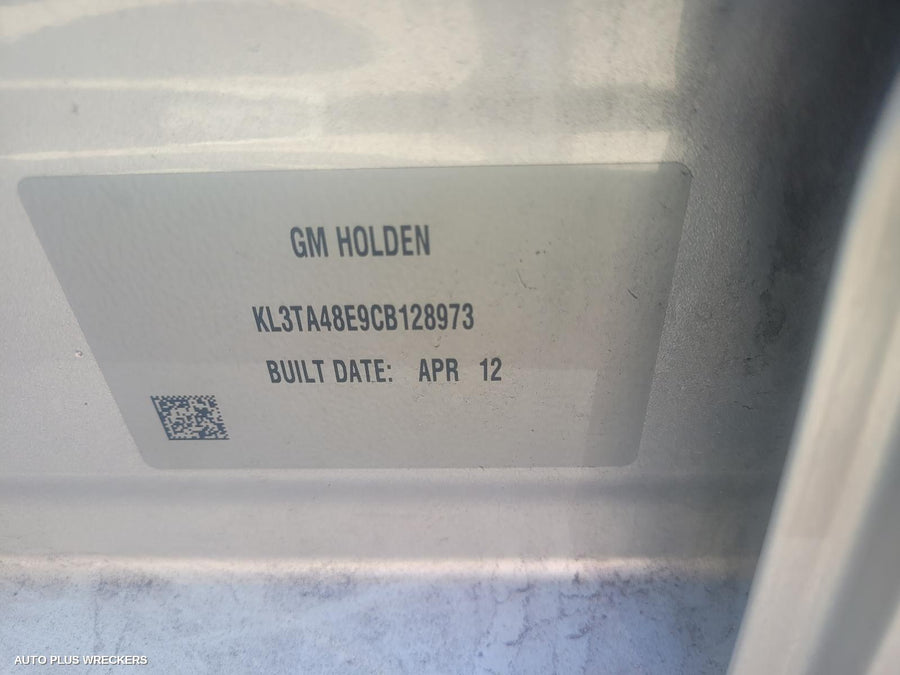 GM HOLDEN
KL3TA48E9CB128973
BUILT DATE: APR 12
AUTO PLUS WRECKERS